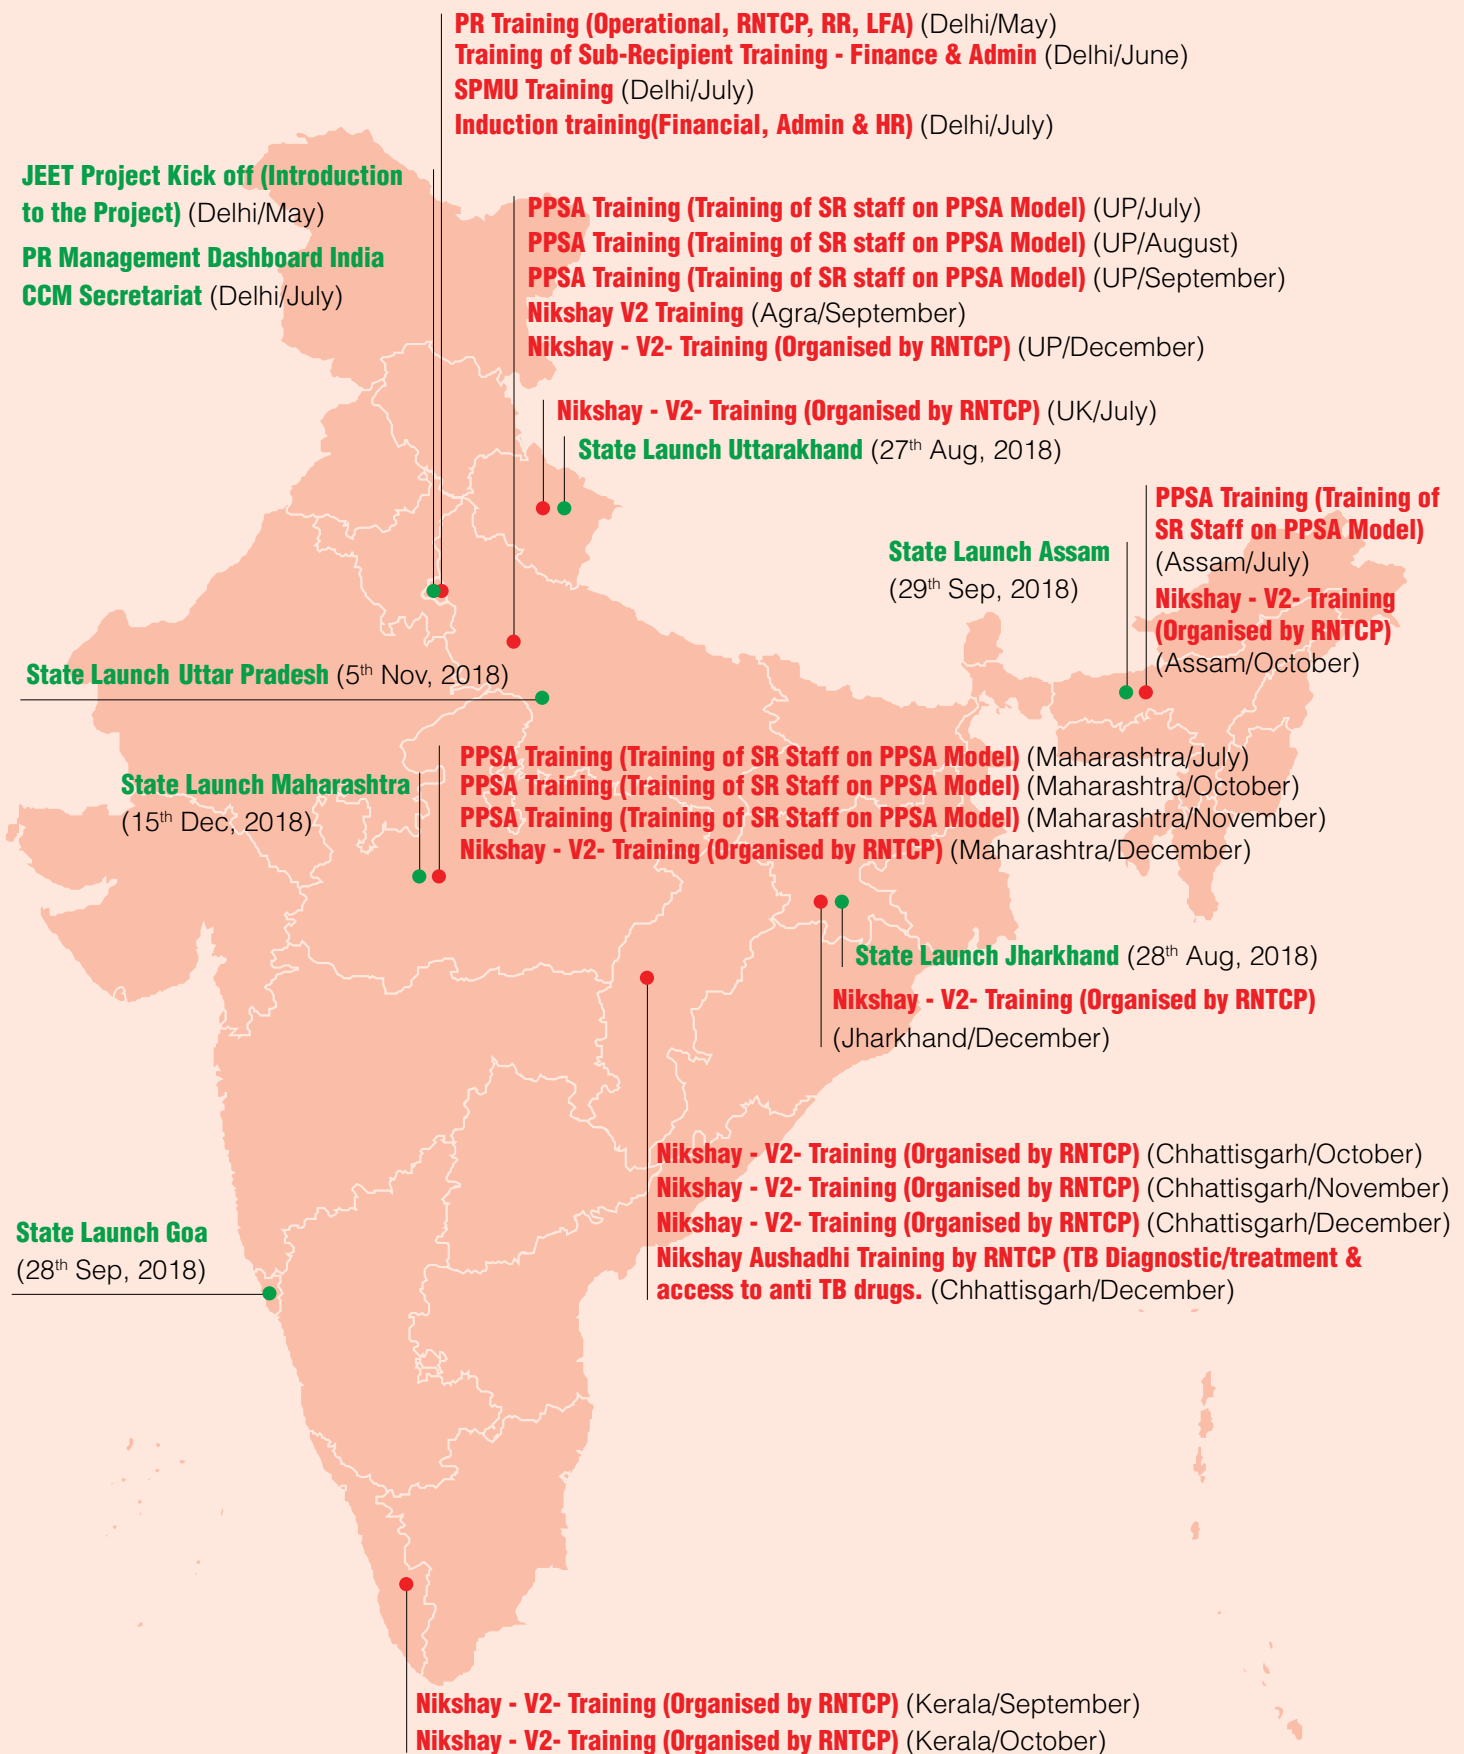 PR Training (Operational, RNTCP, RR, LFA) (Delhi/May)
Training of Sub-Recipient Training - Finance & Admin (Delhi/June)
SPMU Training (Delhi/July)
Induction training(Financial, Admin & HR) (Delhi/July)
JEET Project Kick off (Introduction
to the Project) (Delhi/May)
PR Management Dashboard India
CCM Secretariat (Delhi/July)
PPSA Training (Training of SR staff on PPSA Model) (UP/July)
PPSA Training (Training of SR staff on PPSA Model) (UP/August)
PPSA Training (Training of SR staff on PPSA Model) (UP/September)
Nikshay V2 Training (Agra/September)
Nikshay - V2- Training (Organised by RNTCP) (UP/December)
Nikshay - V2- Training (Organised by RNTCP) (UK/July)
State Launch Uttarakhand (27th Aug, 2018)
State Launch Assam
(29th Sep, 2018)
PPSA Training (Training of
SR Staff on PPSA Model)
(Assam/July)
Nikshay - V2- Training
(Organised by RNTCP)
(Assam/October)
State Launch Uttar Pradesh (5th Nov, 2018)
State Launch Maharashtra
(15th Dec, 2018)
PPSA Training (Training of SR Staff on PPSA Model) (Maharashtra/July)
PPSA Training (Training of SR Staff on PPSA Model) (Maharashtra/October)
PPSA Training (Training of SR Staff on PPSA Model) (Maharashtra/November)
Nikshay - V2- Training (Organised by RNTCP) (Maharashtra/December)
State Launch Jharkhand (28th Aug, 2018)
Nikshay - V2- Training (Organised by RNTCP)
(Jharkhand/December)
Nikshay - V2- Training (Organised by RNTCP) (Chhattisgarh/October)
Nikshay - V2- Training (Organised by RNTCP) (Chhattisgarh/November)
Nikshay - V2- Training (Organised by RNTCP) (Chhattisgarh/December)
Nikshay Aushadhi Training by RNTCP (TB Diagnostic/treatment &
access to anti TB drugs. (Chhattisgarh/December)
State Launch Goa
(28th Sep, 2018)
Nikshay - V2- Training (Organised by RNTCP) (Kerala/September)
Nikshay - V2- Training (Organised by RNTCP) (Kerala/October)